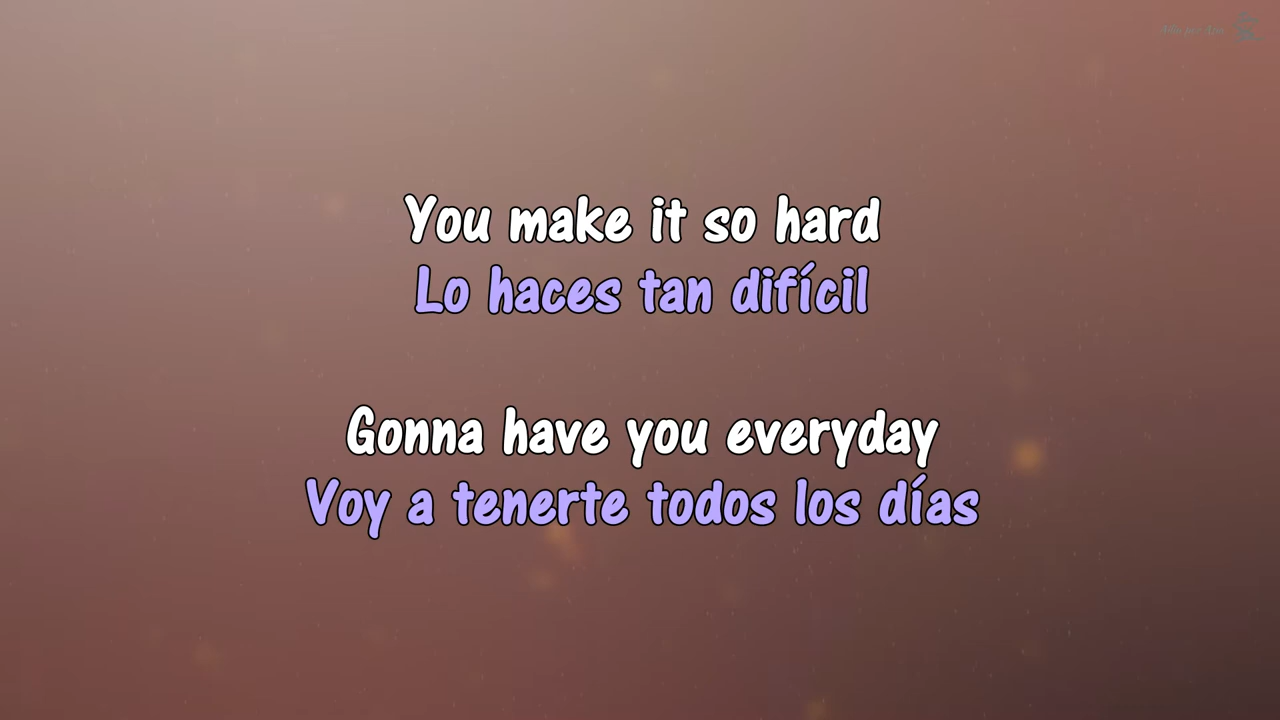 You make it so hard
Lo haces tan difícil
Gonna have you everyday
Voy a tenerte todos los días